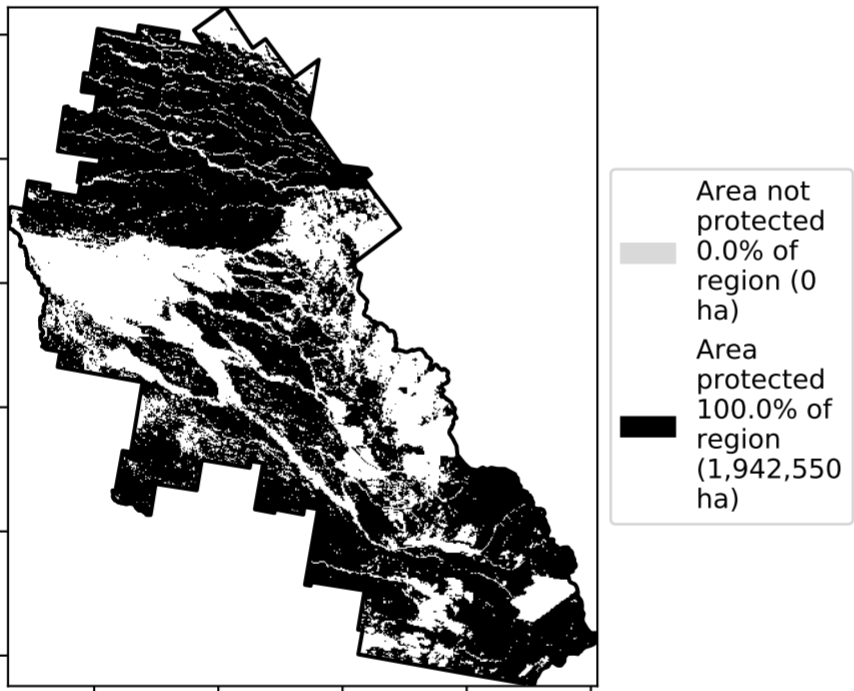 Area not
protected
0.0% of
region (0
ha)
Area
protected
100.0% of
region
(1,942,550
ha)